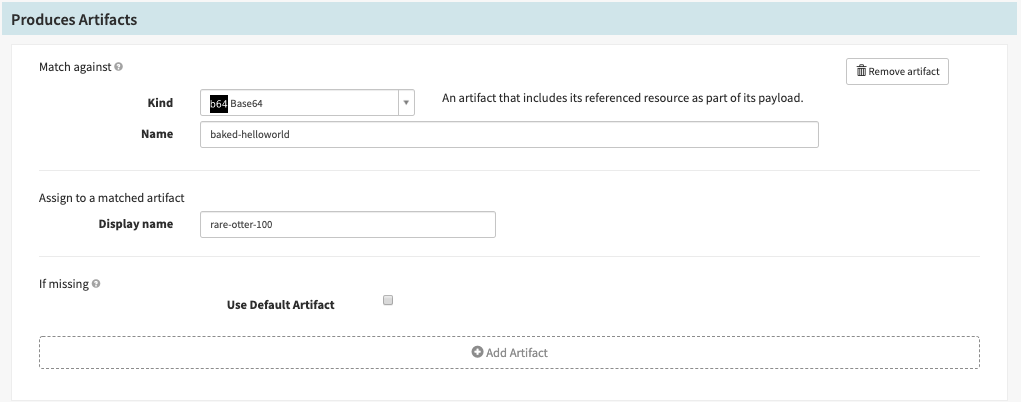 Produces Artifacts
Match against
Remove artifact
Kind
b64 Base64
An artifact that includes its referenced resource as part of its payload.
Name
baked-helloworld
Assign to a matched artifact
Display name
rare-otter-100
If missing
Use Default Artifact
Add Artifact